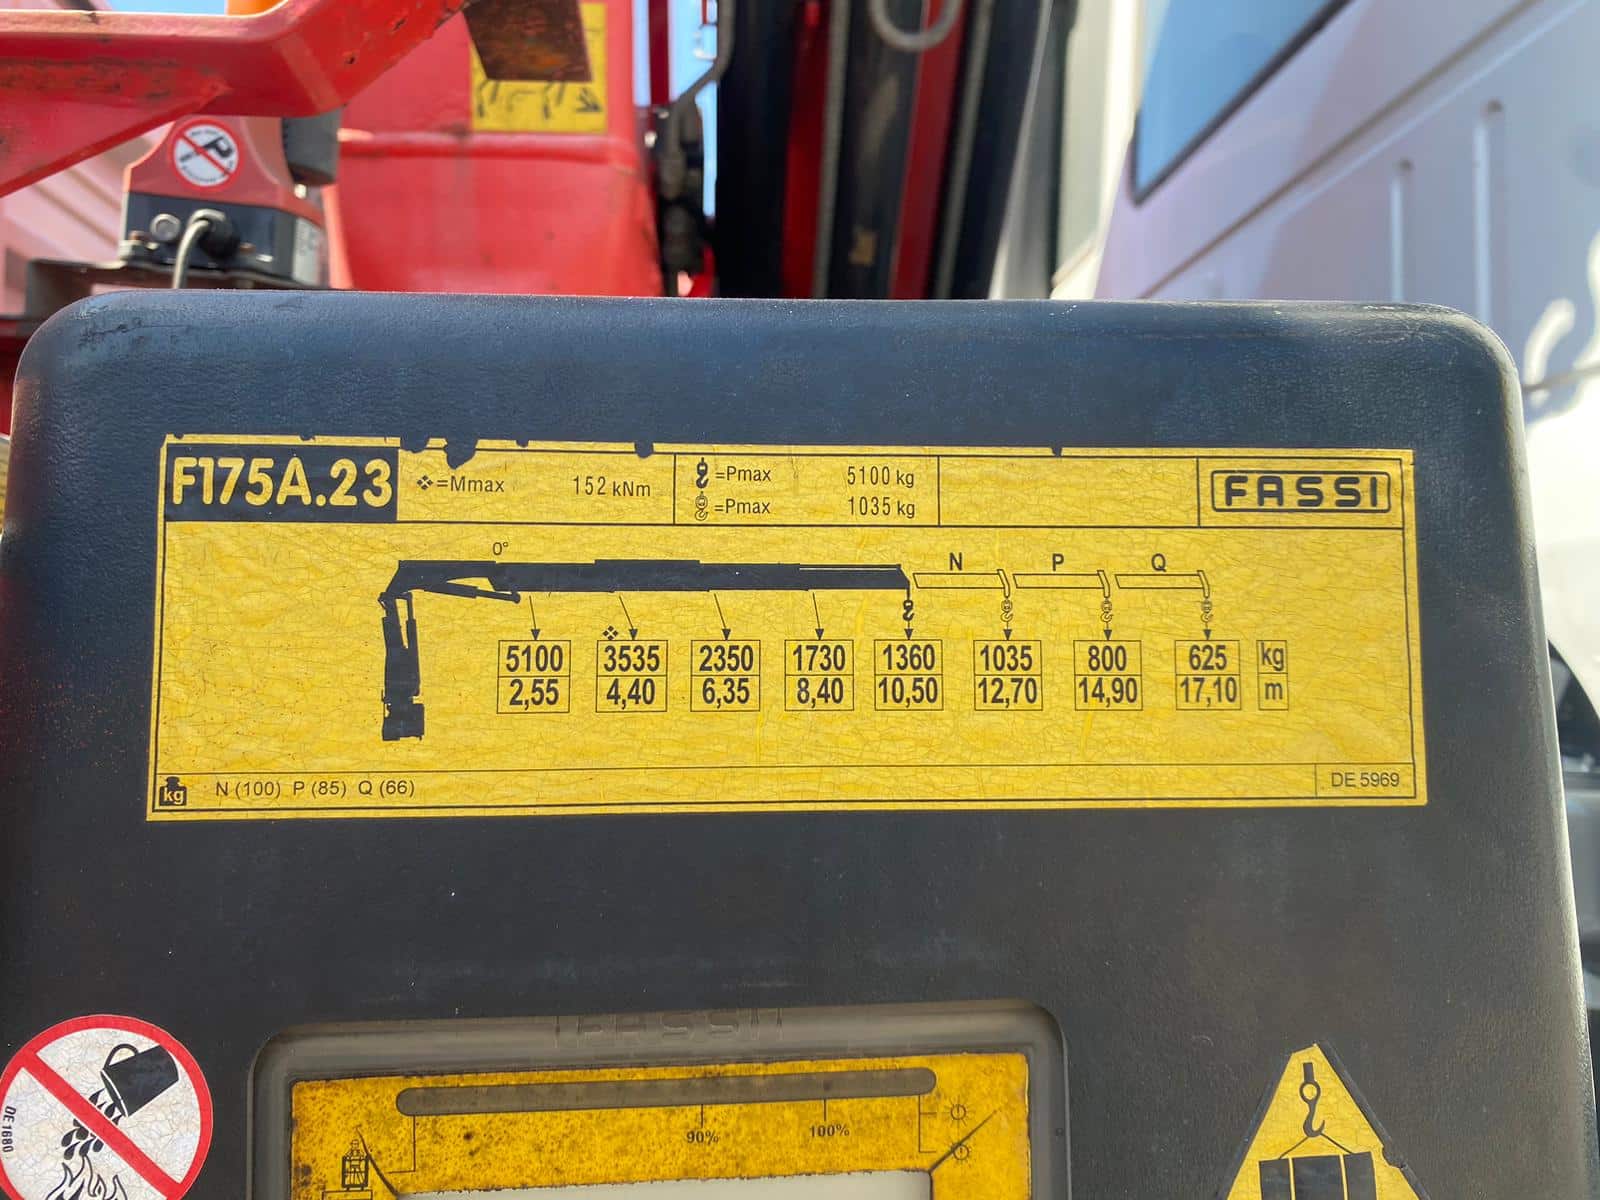 F175A.23
=Mmax 152 kNm
=Pmax 5100 kg
=Pmax 1035 kg
FASSI
0°
N P Q
5100 3535 2350 1730 1360 1035 800 625 kg
2,55 4,40 6,35 8,40 10,50 12,70 14,90 17,10 m
kg N (100) P (85) Q (66)
DE 5969
FASSI
90% 100%
DE 1680